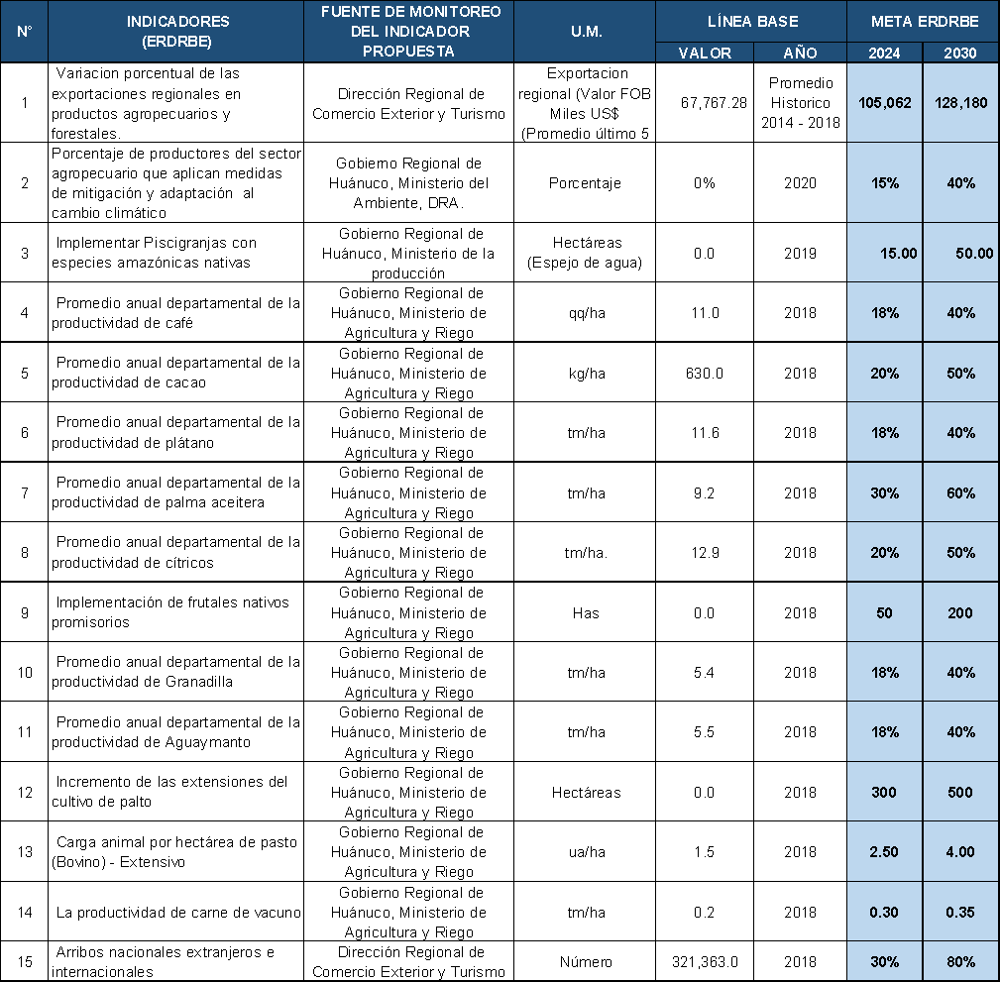 N°
INDICADORES
(ERDRBE)
FUENTE DE MONITOREO
DEL INDICADOR
PROPUESTA
U.M.
LÍNEA BASE
META ERDRBE
VALOR
AÑO
2024
2030
1
Variacion porcentual de las
exportaciones regionales en
productos agropecuarios y
forestales.
Dirección Regional de
Comercio Exterior y Turismo
Exportacion
regional (Valor FOB
Miles US$
(Promedio último 5
67,767.28
Promedio
Historico
2014 - 2018
105,062
128,180
2
Porcentaje de productores del sector
agropecuario que aplican medidas
de mitigación y adaptación al
cambio climático
Gobierno Regional de
Huánuco, Ministerio del
Ambiente, DRA.
Porcentaje
0%
2020
15%
40%
3
Implementar Piscigranjas con
especies amazónicas nativas
Gobierno Regional de
Huánuco, Ministerio de la
producción
Hectáreas
(Espejo de agua)
0.0
2019
15.00
50.00
4
Promedio anual departamental de la
productividad de café
Gobierno Regional de
Huánuco, Ministerio de
Agricultura y Riego
qq/ha
11.0
2018
18%
40%
5
Promedio anual departamental de la
productividad de cacao
Gobierno Regional de
Huánuco, Ministerio de
Agricultura y Riego
kg/ha
630.0
2018
20%
50%
6
Promedio anual departamental de la
productividad de plátano
Gobierno Regional de
Huánuco, Ministerio de
Agricultura y Riego
tm/ha
11.6
2018
18%
40%
7
Promedio anual departamental de la
productividad de palma aceitera
Gobierno Regional de
Huánuco, Ministerio de
Agricultura y Riego
tm/ha
9.2
2018
30%
60%
8
Promedio anual departamental de la
productividad de cítricos
Gobierno Regional de
Huánuco, Ministerio de
Agricultura y Riego
tm/ha.
12.9
2018
20%
50%
9
Implementación de frutales nativos
promisorios
Gobierno Regional de
Huánuco, Ministerio de
Agricultura y Riego
Has
0.0
2018
50
200
10
Promedio anual departamental de la
productividad de Granadilla
Gobierno Regional de
Huánuco, Ministerio de
Agricultura y Riego
tm/ha
5.4
2018
18%
40%
11
Promedio anual departamental de la
productividad de Aguaymanto
Gobierno Regional de
Huánuco, Ministerio de
Agricultura y Riego
tm/ha
5.5
2018
18%
40%
12
Incremento de las extensiones del
cultivo de palto
Gobierno Regional de
Huánuco, Ministerio de
Agricultura y Riego
Hectáreas
0.0
2018
300
500
13
Carga animal por hectárea de pasto
(Bovino) - Extensivo
Gobierno Regional de
Huánuco, Ministerio de
Agricultura y Riego
ua/ha
1.5
2018
2.50
4.00
14
La productividad de carne de vacuno
Gobierno Regional de
Huánuco, Ministerio de
Agricultura y Riego
tm/ha
0.2
2018
0.30
0.35
15
Arribos nacionales extranjeros e
internacionales
Dirección Regional de
Comercio Exterior y Turismo
Número
321,363.0
2018
30%
80%